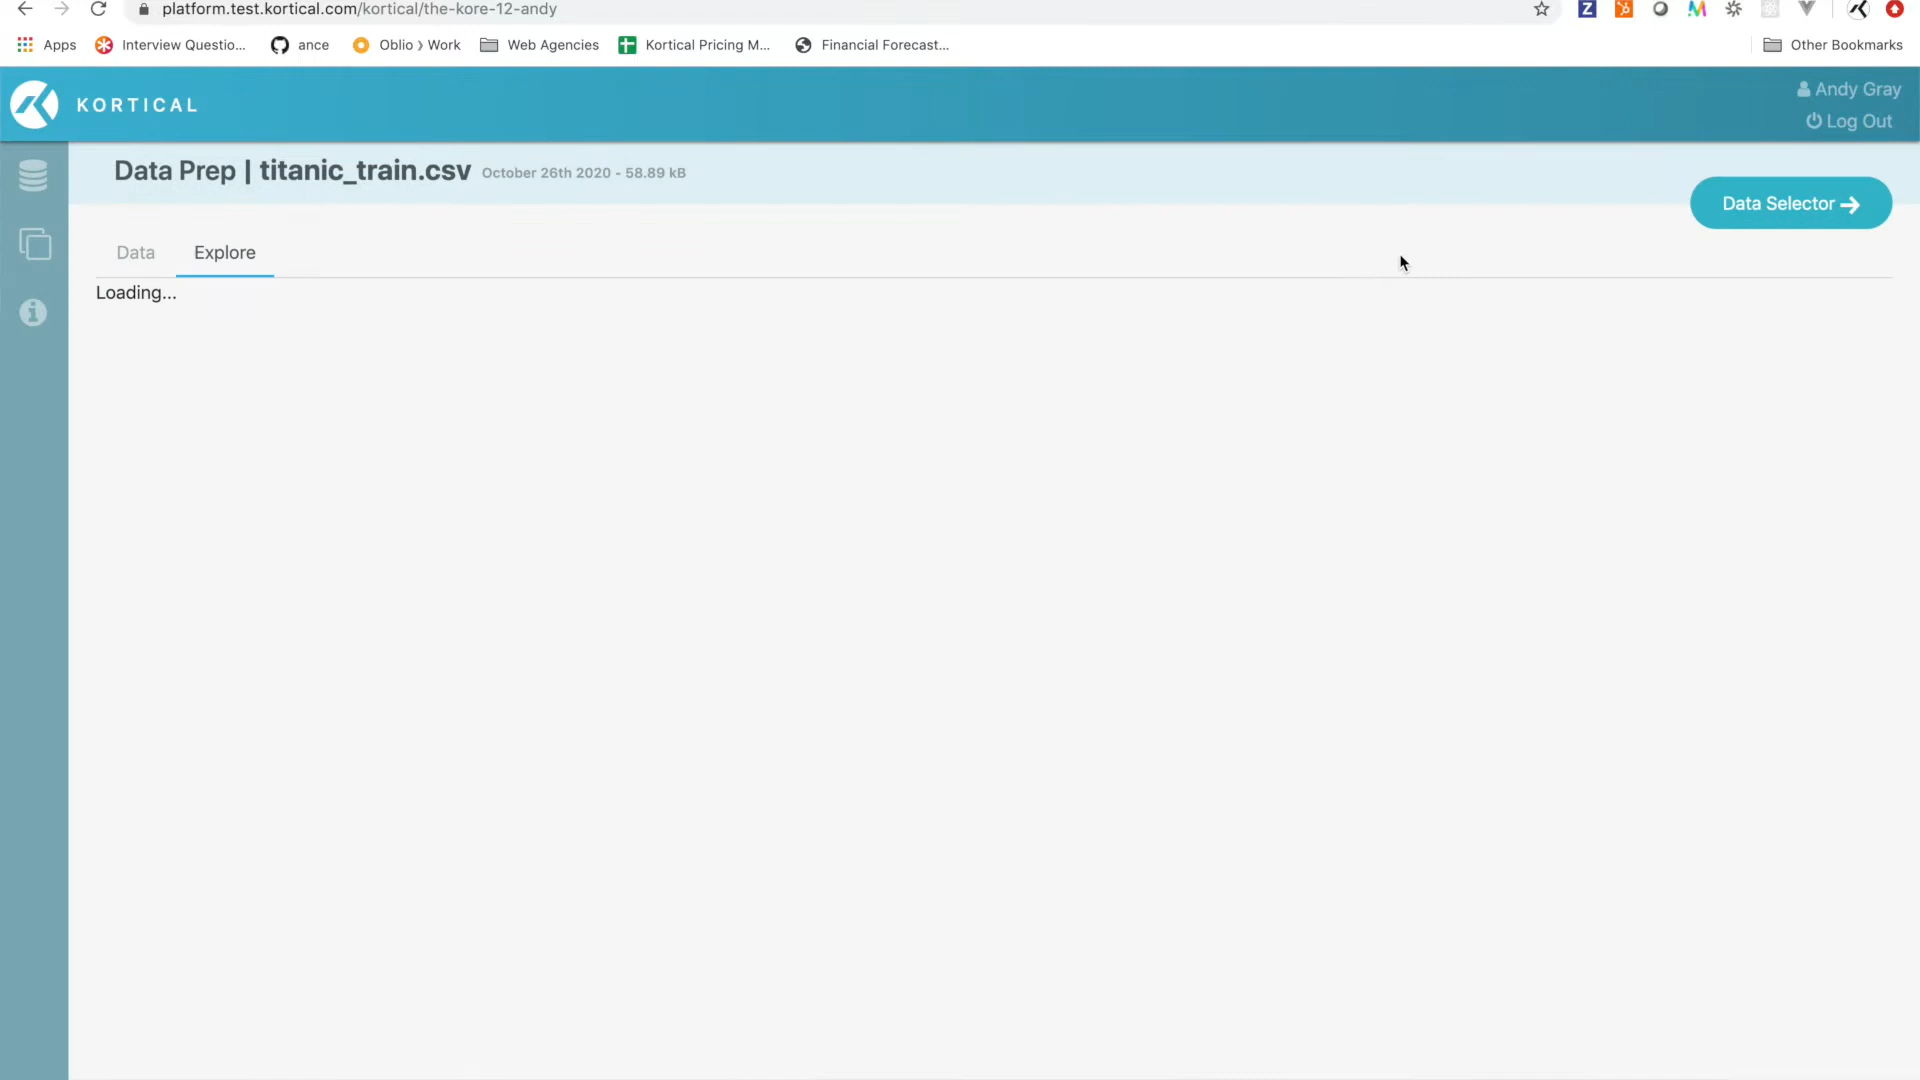 platform.test.kortical.com/kortical/the-kore-12-andy
Apps
Interview Questio...
ance
Oblio › Work
Web Agencies
Kortical Pricing M...
Financial Forecast...
Other Bookmarks
KORTICAL
Andy Gray
Log Out
Data Prep | titanic_train.csv October 26th 2020 - 58.89 kB
Data Selector →
Data
Explore
Loading...